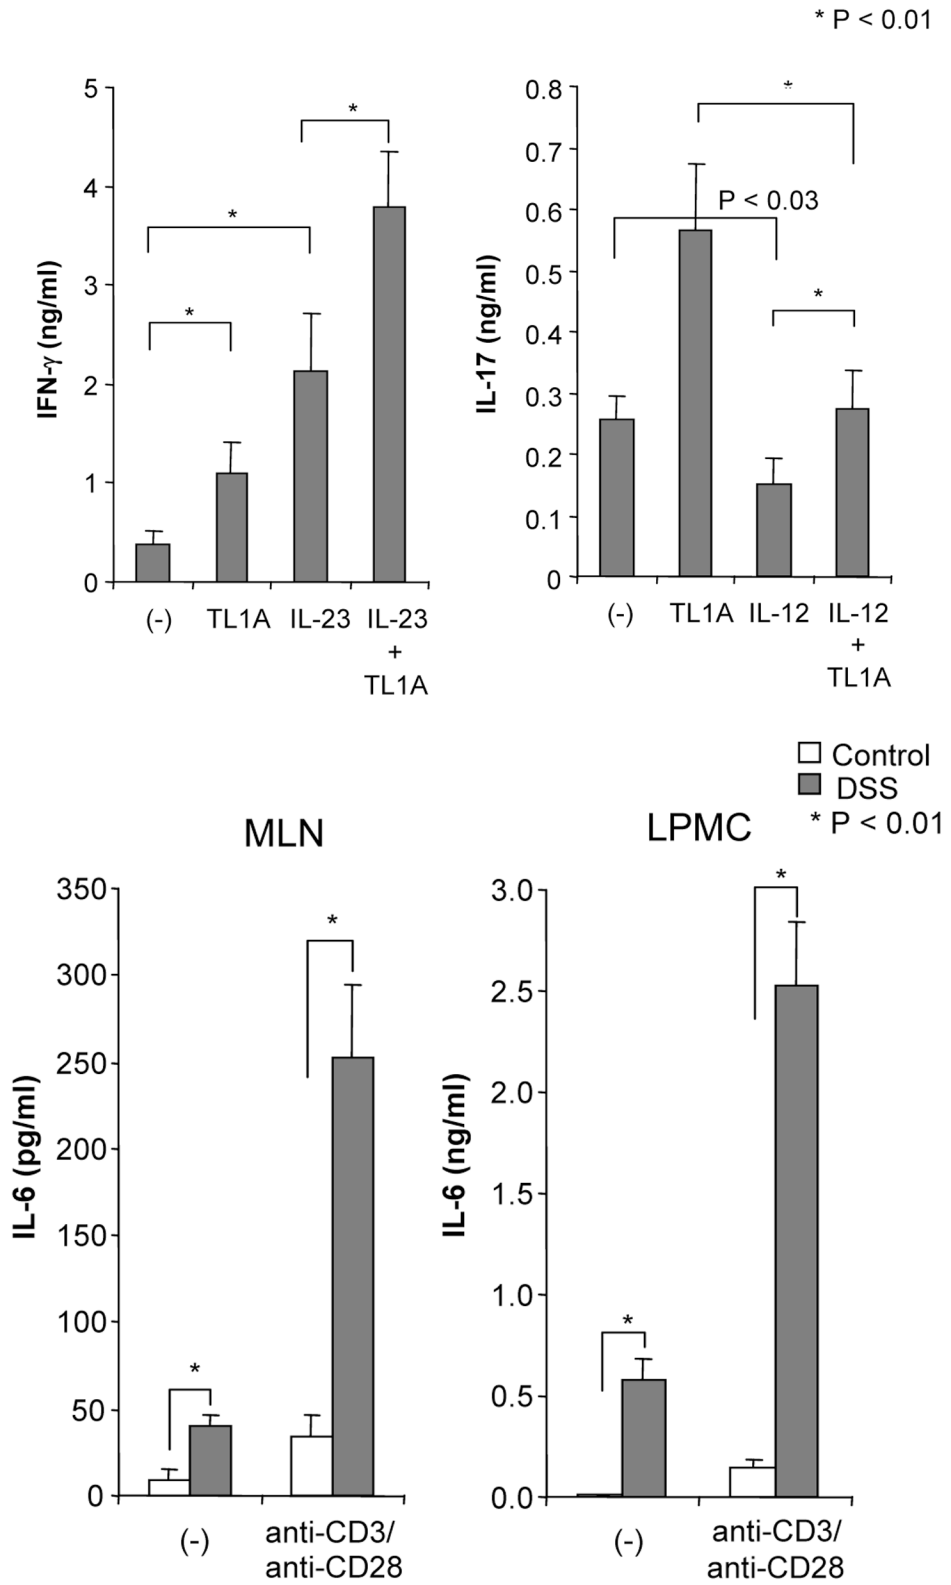 * P < 0.01
5
4
3
2
1
0
IFN-γ (ng/ml)
*
*
*
(-)
TL1A
IL-23
IL-23
+
TL1A
0.8
0.7
0.6
0.5
0.4
0.3
0.2
0.1
0
IL-17 (ng/ml)
*
P < 0.03
*
(-)
TL1A
IL-12
IL-12
+
TL1A
Control
DSS
* P < 0.01
MLN
350
300
250
200
150
100
50
0
IL-6 (pg/ml)
*
*
(-)
anti-CD3/
anti-CD28
LPMC
3.0
2.5
2.0
1.5
1.0
0.5
0.0
IL-6 (ng/ml)
*
*
(-)
anti-CD3/
anti-CD28